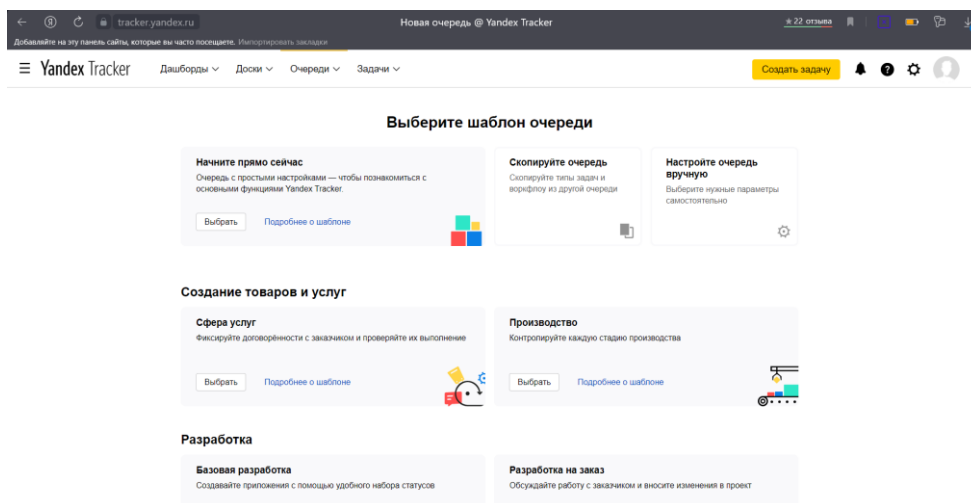 tracker.yandex.ru Новая очередь @ Yandex Tracker ★ 22 отзыва
Добавляйте на эту панель сайты, которые вы часто посещаете. Импортировать закладки
Yandex Tracker Дашборды Доски Очереди Задачи Создать задачу
Выберите шаблон очереди
Начните прямо сейчас
Очередь с простыми настройками — чтобы познакомиться с
основными функциями Yandex Tracker.
Выбрать Подробнее о шаблоне
Скопируйте очередь
Скопируйте типы задач и
воркфлоу из другой очереди
Настройте очередь
вручную
Выберите нужные параметры
самостоятельно
Создание товаров и услуг
Сфера услуг
Фиксируйте договорённости с заказчиком и проверяйте их выполнение
Выбрать Подробнее о шаблоне
Производство
Контролируйте каждую стадию производства
Выбрать Подробнее о шаблоне
Разработка
Базовая разработка
Создавайте приложения с помощью удобного набора статусов
Разработка на заказ
Обсуждайте работу с заказчиком и вносите изменения в проект